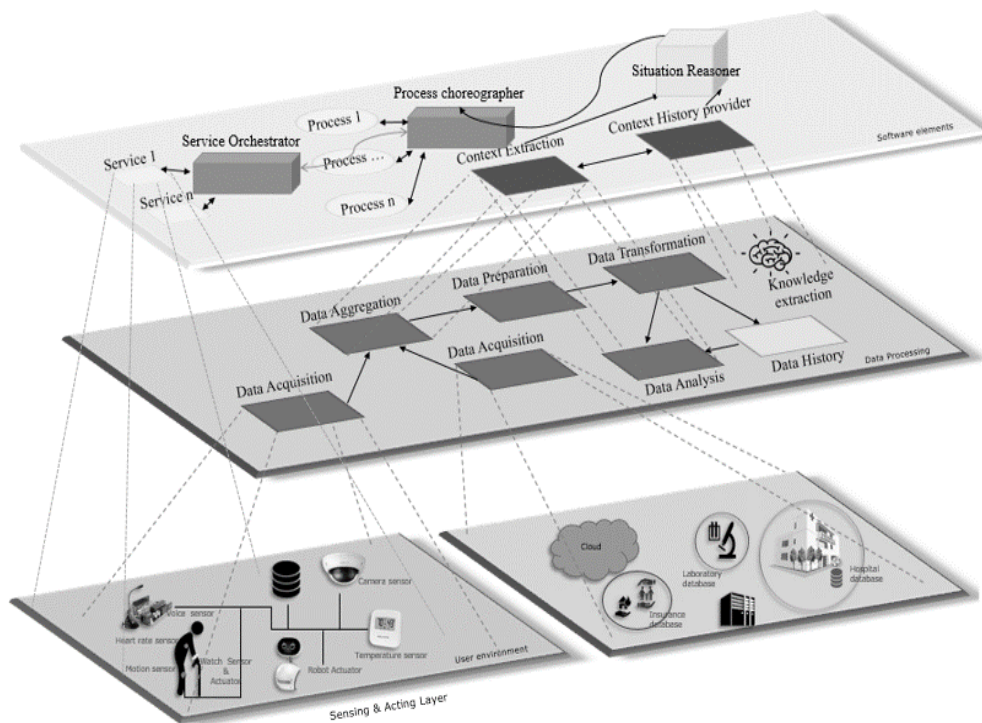 Situation Reasoner
Process choreographer
Process 1
Context History provider
Software elements
Service Orchestrator
Context Extraction
Service 1
Process ...
Service n
Process n
Data Transformation
Data Preparation
Knowledge
extraction
Data Aggregation
Data Acquisition
Data Processing
Data History
Data Analysis
Data Acquisition
Cloud
Camera sensor
Laboratory
database
Hospital
database
Voice sensor
Insurance
database
Heart rate sensor
Temperature sensor
User environment
Motion sensor
Watch Sensor
&
Actuator
Robot Actuator
Sensing & Acting Layer